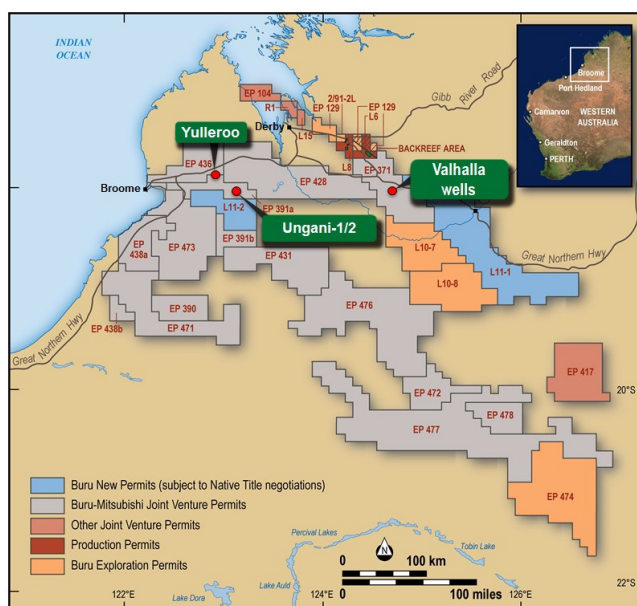 INDIAN
OCEAN
EP 104
R1
2/91-2L
EP 129
EP 129
L6
L15
Derby
Gibb River Road
BACKREEF AREA
L8
EP 371
Yulleroo
EP 436
EP 428
Valhalla
wells
Broome
L11-2
EP 391a
Ungani-1/2
EP 391b
EP 431
L10-7
L10-8
L11-1
Great Northern Hwy
EP
438a
EP 473
EP 390
EP 471
EP 438b
Great Northern Hwy
EP 476
EP 417
EP 472
EP 478
EP 477
EP 474
20°S
22°S
122°E
124°E
126°E
Broome
Port Hedland
Carnarvon
WESTERN
AUSTRALIA
Geraldton
PERTH
Buru New Permits (subject to Native Title negotiations)
Buru-Mitsubishi Joint Venture Permits
Other Joint Venture Permits
Production Permits
Buru Exploration Permits
Percival Lakes
Tobin Lake
Lake Auld
Lake Dora
N
0 100 km
0 100 miles